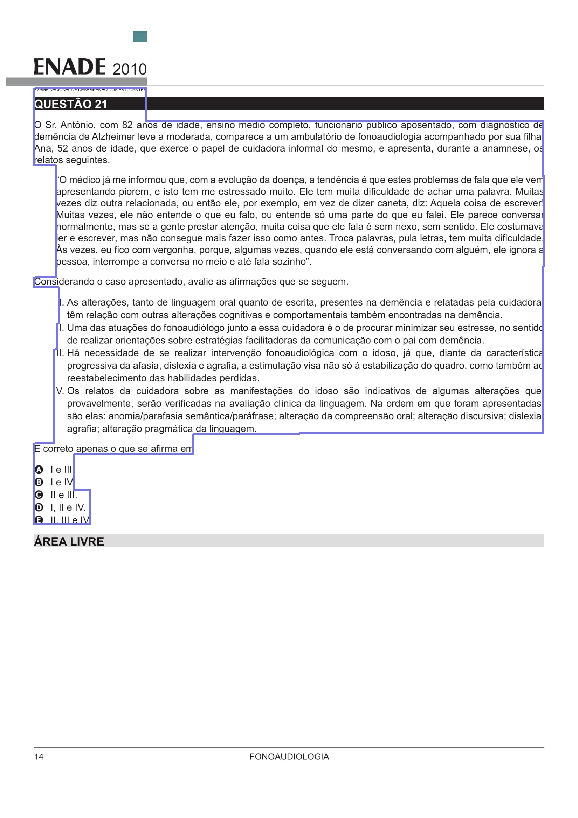 ENADE 2010
QUESTÃO 21
O Sr. Antônio, com 82 anos de idade, ensino médio completo, funcionário público aposentado, com diagnóstico de
demência de Alzheimer leve a moderada, comparece a um ambulatório de fonoaudiologia acompanhado por sua filha,
Ana, 52 anos de idade, que exerce o papel de cuidadora informal do mesmo, e apresenta, durante a anamnese, os
relatos seguintes.
"O médico já me informou que, com a evolução da doença, a tendência é que estes problemas de fala que ele vem
apresentando piorem, e isto tem me estressado muito. Ele tem muita dificuldade de achar uma palavra. Muitas
vezes diz outra relacionada, ou então ele, por exemplo, em vez de dizer caneta, diz: Aquela coisa de escrever!
Muitas vezes, ele não entende o que eu falo, ou entende só uma parte do que eu falei. Ele parece conversar
normalmente, mas se a gente prestar atenção, muita coisa que ele fala é sem nexo, sem sentido. Ele costumava
ler e escrever, mas não consegue mais fazer isso como antes. Troca palavras, pula letras, tem muita dificuldade.
Às vezes, eu fico com vergonha, porque, algumas vezes, quando ele está conversando com alguém, ele ignora a
pessoa, interrompe a conversa no meio e até fala sozinho".
Considerando o caso apresentado, avalie as afirmações que se seguem.
I. As alterações, tanto de linguagem oral quanto de escrita, presentes na demência e relatadas pela cuidadora,
têm relação com outras alterações cognitivas e comportamentais também encontradas na demência.
II. Uma das atuações do fonoaudiólogo junto a essa cuidadora é o de procurar minimizar seu estresse, no sentido
de realizar orientações sobre estratégias facilitadoras da comunicação com o pai com demência.
III. Há necessidade de se realizar intervenção fonoaudiológica com o idoso, já que, diante da característica
progressiva da afasia, dislexia e agrafia, a estimulação visa não só à estabilização do quadro, como também ao
reestabelecimento das habilidades perdidas.
IV. Os relatos da cuidadora sobre as manifestações do idoso são indicativos de algumas alterações que,
provavelmente, serão verificadas na avaliação clínica da linguagem. Na ordem em que foram apresentadas,
são elas: anomia/parafasia semântica/paráfrase; alteração da compreensão oral; alteração discursiva; dislexia;
agrafia; alteração pragmática da linguagem.
É correto apenas o que se afirma em
A I e III.
B I e IV.
C II e III.
D I, II e IV.
E II, III e IV.
ÁREA LIVRE
14 FONOAUDIOLOGIA